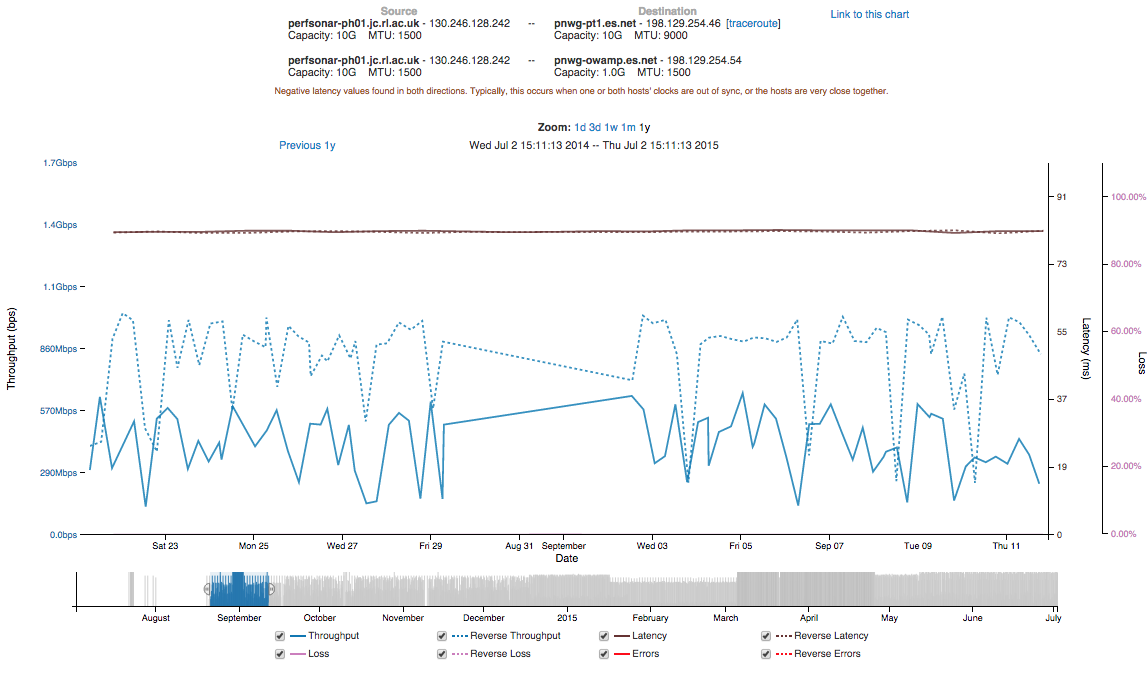 Source Destination
perfsonar-ph01.jc.rl.ac.uk - 130.246.128.242 -- pnwg-pt1.es.net - 198.129.254.46 [traceroute] Link to this chart
Capacity: 10G MTU: 1500 Capacity: 10G MTU: 9000
perfsonar-ph01.jc.rl.ac.uk - 130.246.128.242 -- pnwg-owamp.es.net - 198.129.254.54
Capacity: 10G MTU: 1500 Capacity: 1.0G MTU: 1500
Negative latency values found in both directions. Typically, this occurs when one or both hosts' clocks are out of sync, or the hosts are very close together.
Zoom: 1d 3d 1w 1m 1y
Previous 1y Wed Jul 2 15:11:13 2014 -- Thu Jul 2 15:11:13 2015
1.7Gbps
1.4Gbps
1.1Gbps
860Mbps
570Mbps
290Mbps
0.0bps
Throughput (bps)
91
73
55
37
19
0
Latency (ms)
100.00%
80.00%
60.00%
40.00%
20.00%
0.00%
Loss
Sat 23 Mon 25 Wed 27 Fri 29 Aug 31 September Wed 03 Fri 05 Sep 07 Tue 09 Thu 11
Date
August September October November December 2015 February March April May June July
Throughput Reverse Throughput Latency Reverse Latency
Loss Reverse Loss Errors Reverse Errors